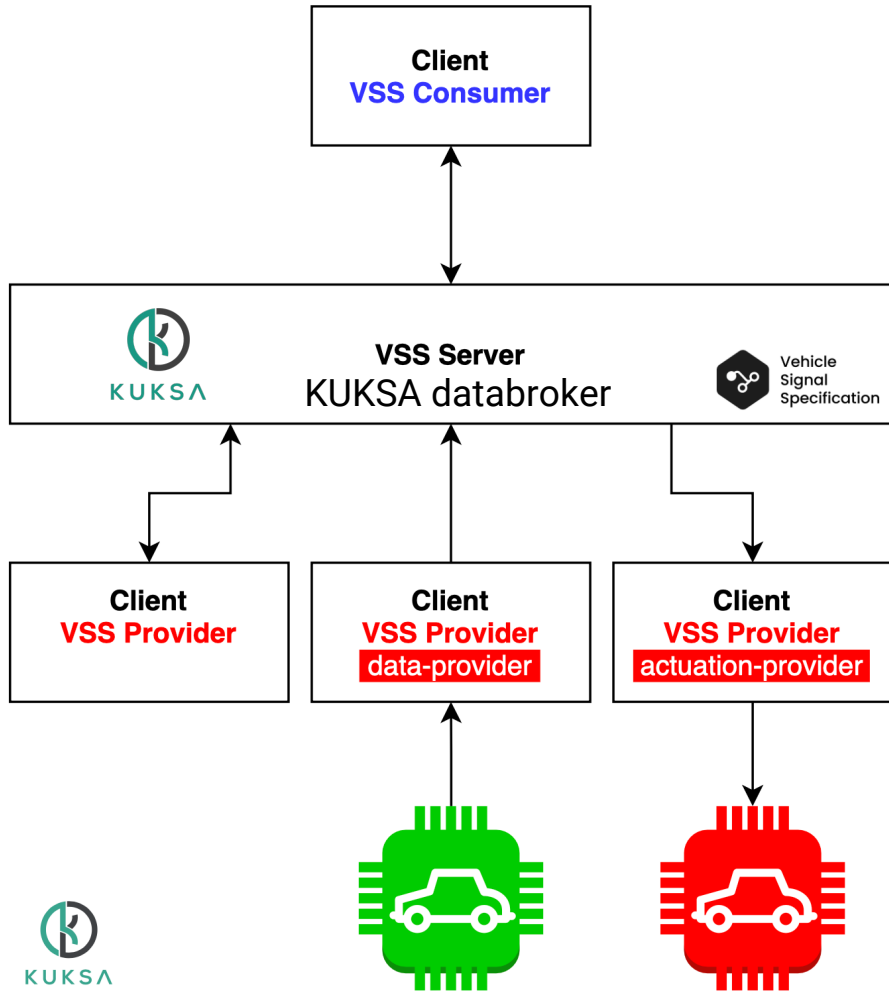 Client
VSS Consumer
KUKSA
VSS Server
KUKSA databroker
Vehicle
Signal
Specification
Client
VSS Provider
Client
VSS Provider
data-provider
Client
VSS Provider
actuation-provider
KUKSA